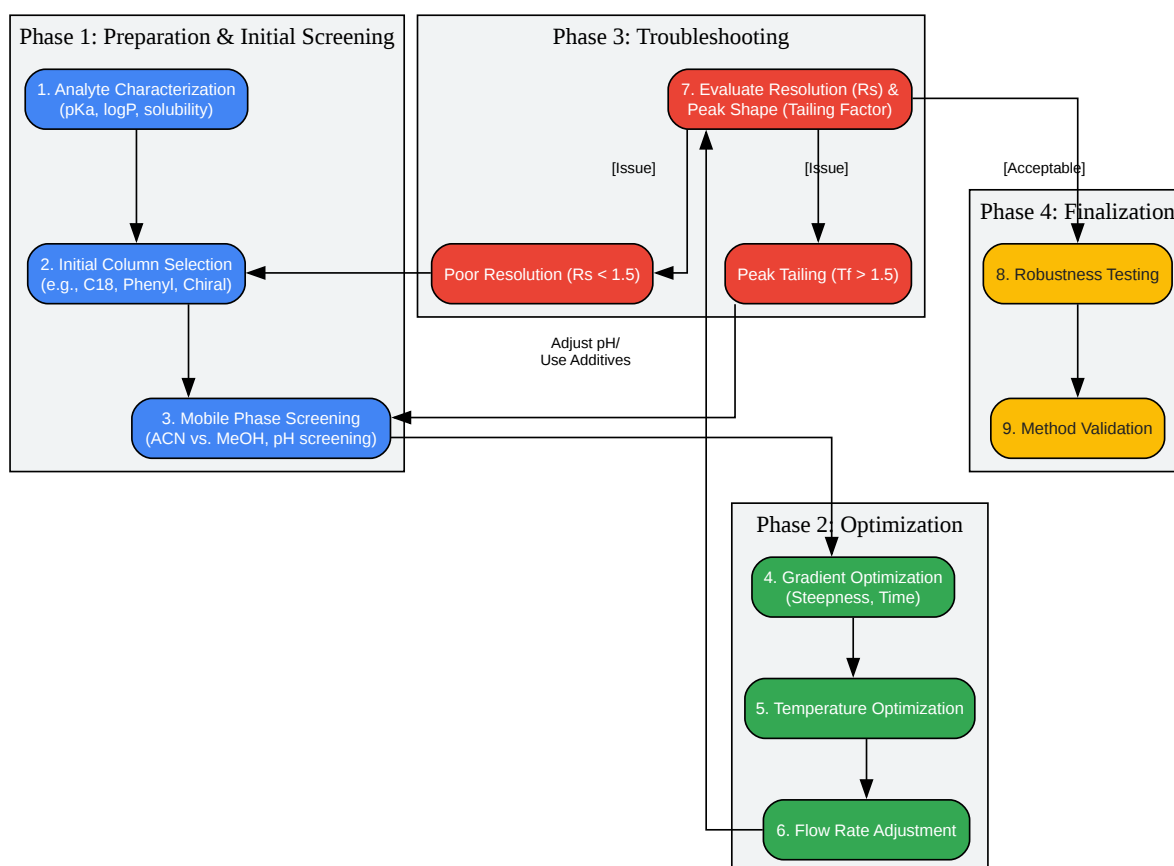 Phase 1: Preparation & Initial Screening
1. Analyte Characterization
(pKa, logP, solubility)
2. Initial Column Selection
(e.g., C18, Phenyl, Chiral)
3. Mobile Phase Screening
(ACN vs. MeOH, pH screening)
Phase 3: Troubleshooting
7. Evaluate Resolution (Rs) &
Peak Shape (Tailing Factor)
[Issue]
[Issue]
Poor Resolution (Rs < 1.5)
Peak Tailing (Tf > 1.5)
Adjust pH/
Use Additives
[Acceptable]
Phase 4: Finalization
8. Robustness Testing
9. Method Validation
Phase 2: Optimization
4. Gradient Optimization
(Steepness, Time)
5. Temperature Optimization
6. Flow Rate Adjustment